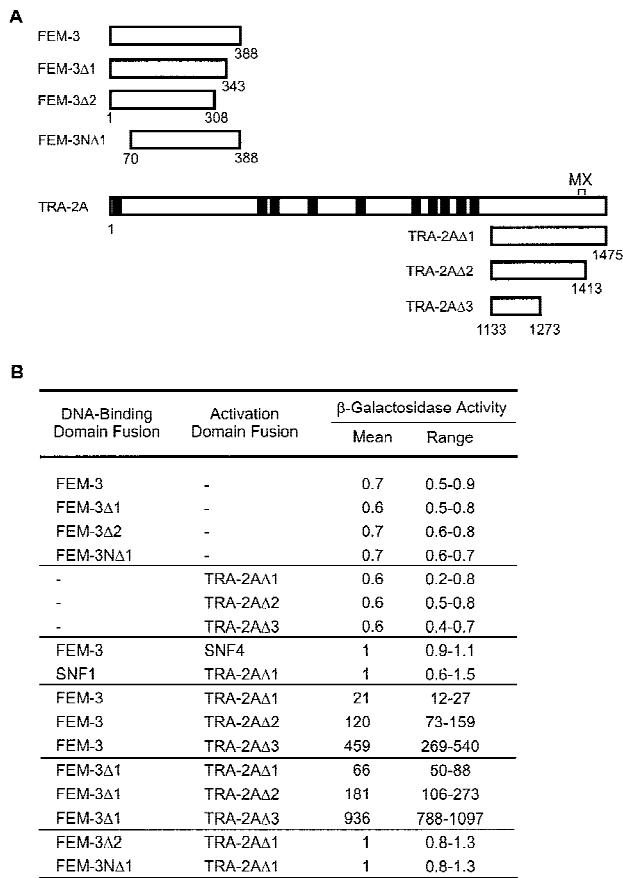 A
FEM-3
388
FEM-3Δ1
343
FEM-3Δ2
1 308
FEM-3NΔ1
70 388
MX
TRA-2A
1
TRA-2AΔ1
1475
TRA-2AΔ2
1413
TRA-2AΔ3
1133 1273
B
β-Galactosidase Activity
DNA-Binding Activation
Domain Fusion Domain Fusion
Mean Range
FEM-3 - 0.7 0.5-0.9
FEM-3Δ1 - 0.6 0.5-0.8
FEM-3Δ2 - 0.7 0.6-0.8
FEM-3NΔ1 - 0.7 0.6-0.7
- TRA-2AΔ1 0.6 0.2-0.8
- TRA-2AΔ2 0.6 0.5-0.8
- TRA-2AΔ3 0.6 0.4-0.7
FEM-3 SNF4 1 0.9-1.1
SNF1 TRA-2AΔ1 1 0.6-1.5
FEM-3 TRA-2AΔ1 21 12-27
FEM-3 TRA-2AΔ2 120 73-159
FEM-3 TRA-2AΔ3 459 269-540
FEM-3Δ1 TRA-2AΔ1 66 50-88
FEM-3Δ1 TRA-2AΔ2 181 106-273
FEM-3Δ1 TRA-2AΔ3 936 788-1097
FEM-3Δ2 TRA-2AΔ1 1 0.8-1.3
FEM-3NΔ1 TRA-2AΔ1 1 0.8-1.3